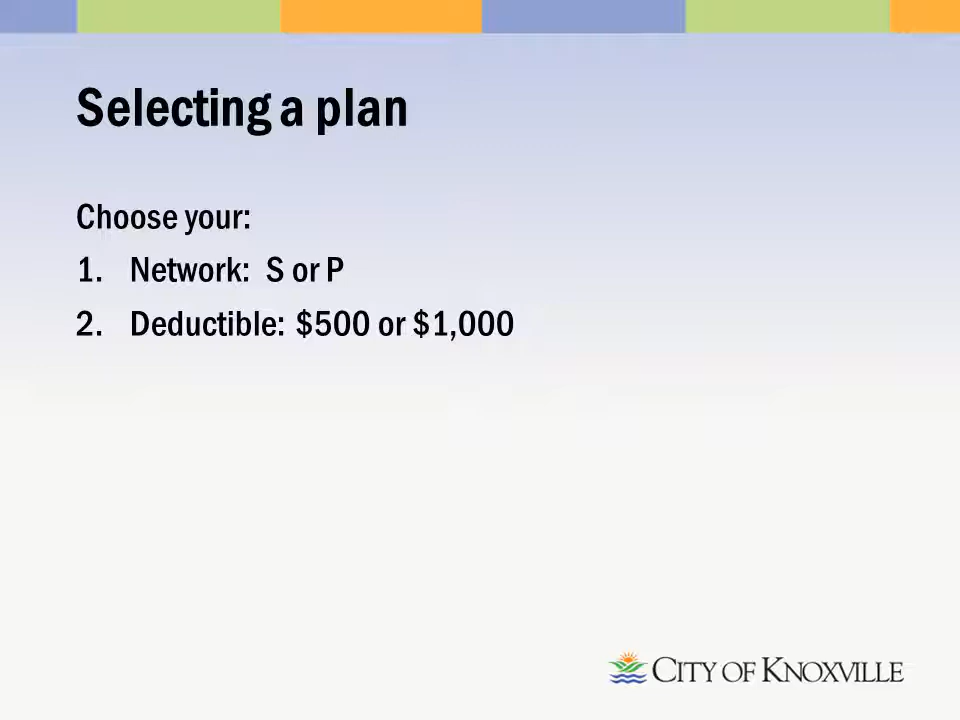 Selecting a plan
Choose your:
1. Network: S or P
2. Deductible: $500 or $1,000
CITY OF KNOXVILLE